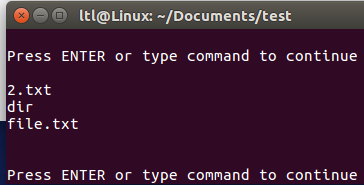 ltl@Linux: ~/Documents/test
Press ENTER or type command to continue
2.txt
dir
file.txt
Press ENTER or type command to continue